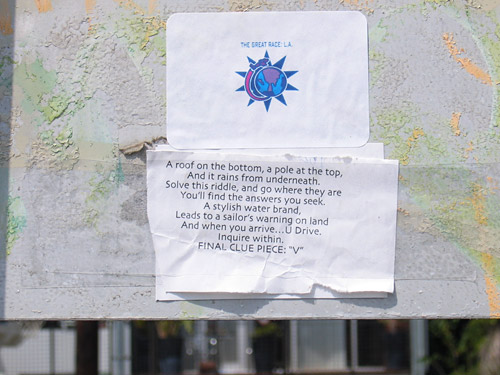 THE GREAT RACE: L.A.
A roof on the bottom, a pole at the top,
And it rains from underneath.
Solve this riddle, and go where they are
You'll find the answers you seek.
A stylish water brand,
Leads to a sailor's warning on land
And when you arrive...U Drive.
Inquire within.
FINAL CLUE PIECE: "V"